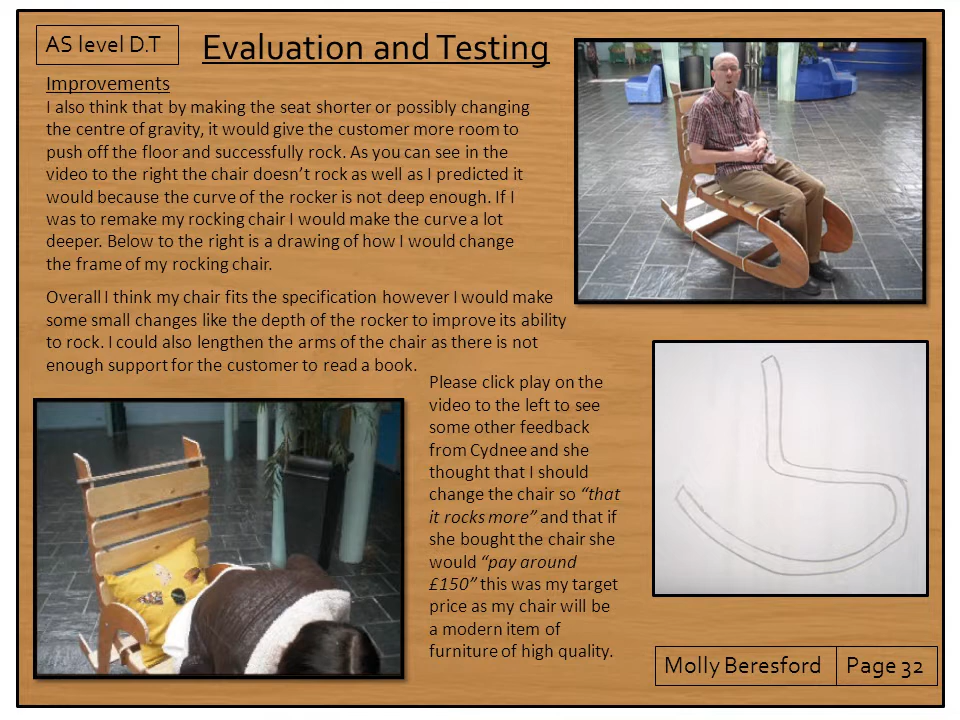 AS level D.T
Evaluation and Testing
Improvements
I also think that by making the seat shorter or possibly changing
the centre of gravity, it would give the customer more room to
push off the floor and successfully rock. As you can see in the
video to the right the chair doesn’t rock as well as I predicted it
would because the curve of the rocker is not deep enough. If I
was to remake my rocking chair I would make the curve a lot
deeper. Below to the right is a drawing of how I would change
the frame of my rocking chair.
Overall I think my chair fits the specification however I would make
some small changes like the depth of the rocker to improve its ability
to rock. I could also lengthen the arms of the chair as there is not
enough support for the customer to read a book.
Please click play on the
video to the left to see
some other feedback
from Cydnee and she
thought that I should
change the chair so “that
it rocks more” and that if
she bought the chair she
would “pay around
£150” this was my target
price as my chair will be
a modern item of
furniture of high quality.
Molly Beresford
Page 32